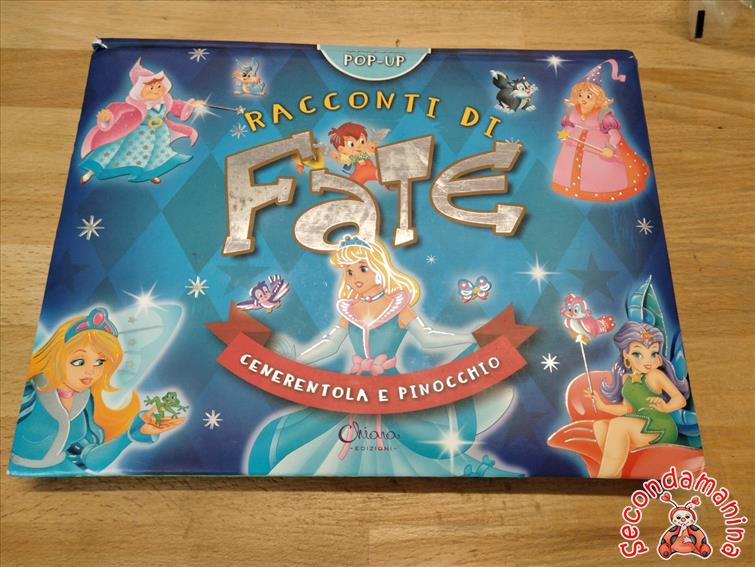 POP-UP
RACCONTI DI
FATE
CENERENTOLA E PINOCCHIO
Chiara
-EDIZIONI-
secondamanina